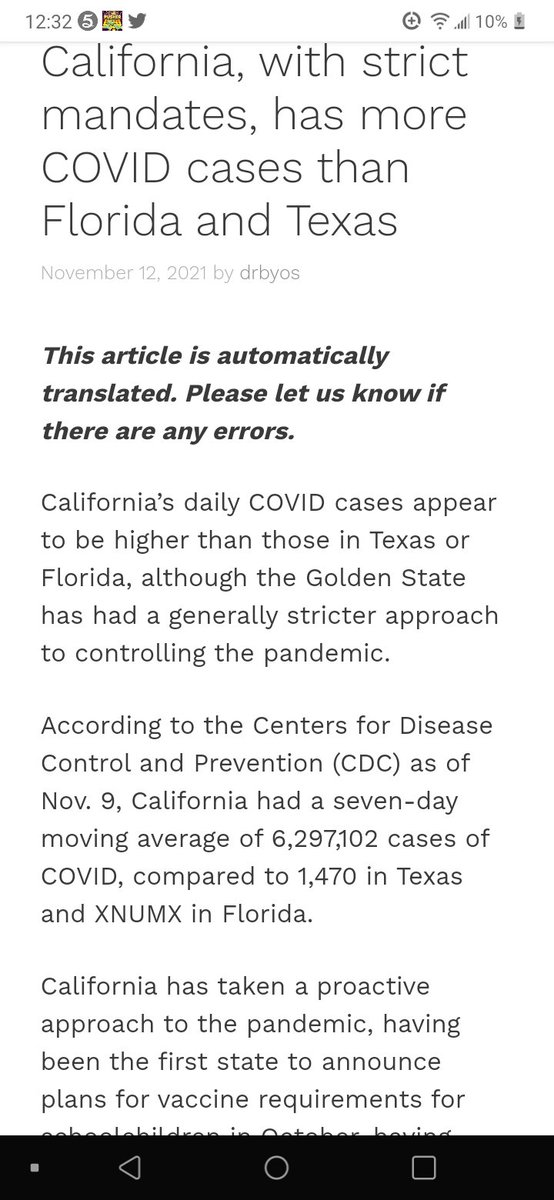 12:32
10%
California, with strict
mandates, has more
COVID cases than
Florida and Texas
November 12, 2021 by drbyos
This article is automatically
translated. Please let us know if
there are any errors.
California's daily COVID cases appear
to be higher than those in Texas or
Florida, although the Golden State
has had a generally stricter approach
to controlling the pandemic.
According to the Centers for Disease
Control and Prevention (CDC) as of
Nov. 9, California had a seven-day
moving average of 6,297,102 cases of
COVID, compared to 1,470 in Texas
and XNUMX in Florida.
California has taken a proactive
approach to the pandemic, having
been the first state to announce
plans for vaccine requirements for
schoolchildren in October, having